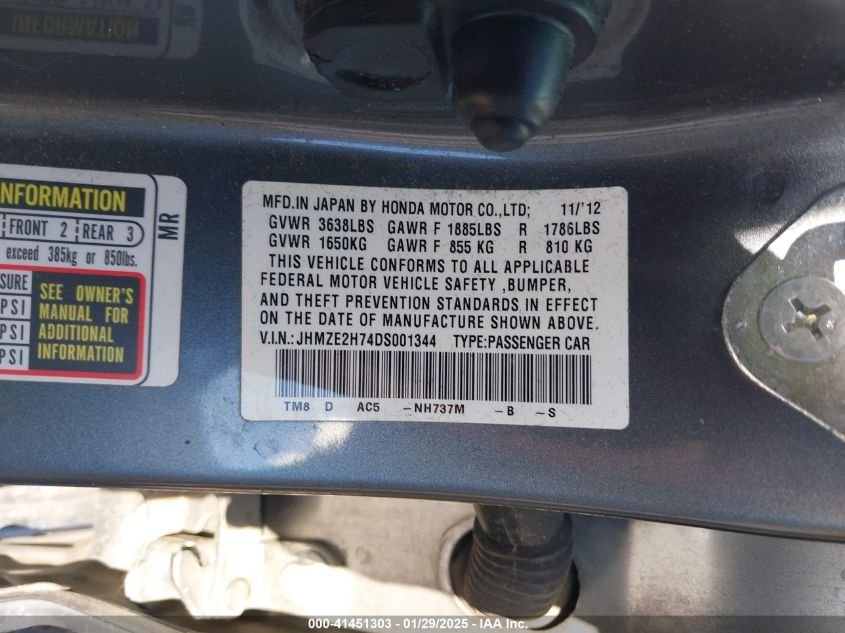 INFORMATION
NFORMATION
FRONT 2 REAR 3
exceed 385kg or 850lbs.
MR
SURE
PSI
PSI
PSI
SEE OWNER'S
MANUAL FOR
ADDITIONAL
INFORMATION
MFD.IN JAPAN BY HONDA MOTOR CO.,LTD; 11/'12
GVWR 3638LBS GAWR F 1885LBS R 1786LBS
GVWR 1650KG GAWR F 855 KG R 810 KG
THIS VEHICLE CONFORMS TO ALL APPLICABLE
FEDERAL MOTOR VEHICLE SAFETY ,BUMPER,
AND THEFT PREVENTION STANDARDS IN EFFECT
ON THE DATE OF MANUFACTURE SHOWN ABOVE.
V.I.N.:JHMZE2H74DS001344 TYPE:PASSENGER CAR
TM8 D AC5 -NH737M -B -S
000-41451303 - 01/29/2025 - IAA Inc.